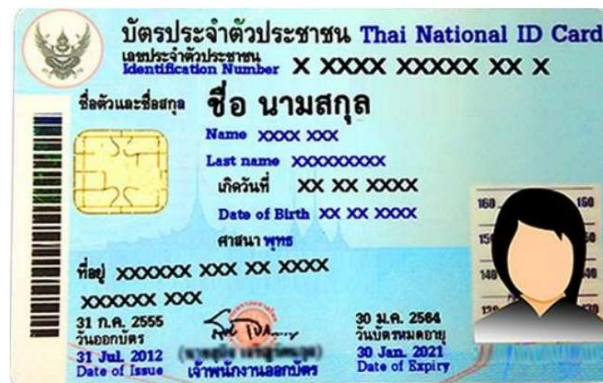 บัตรประจำตัวประชาชน Thai National ID Card
เลขประจำตัวประชาชน
Identification Number X XXXX XXXXX XX X
ชื่อตัวและชื่อสกุล ชื่อ นามสกุล
Name XXXX XXX
Last name XXXXXXXXX
เกิดวันที่ XX XX XXXX
Date of Birth XX XX XXXX
ศาสนา พุทธ
ที่อยู่ XXXXXX XXX XX XXXX
XXXXXX XXX
31 ก.ค. 2555
วันออกบัตร
31 Jul. 2012
Date of Issue
เจ้าพนักงานออกบัตร
30 ม.ค. 2564
วันบัตรหมดอายุ
30 Jan. 2021
Date of Expiry
160 160
150
140 140